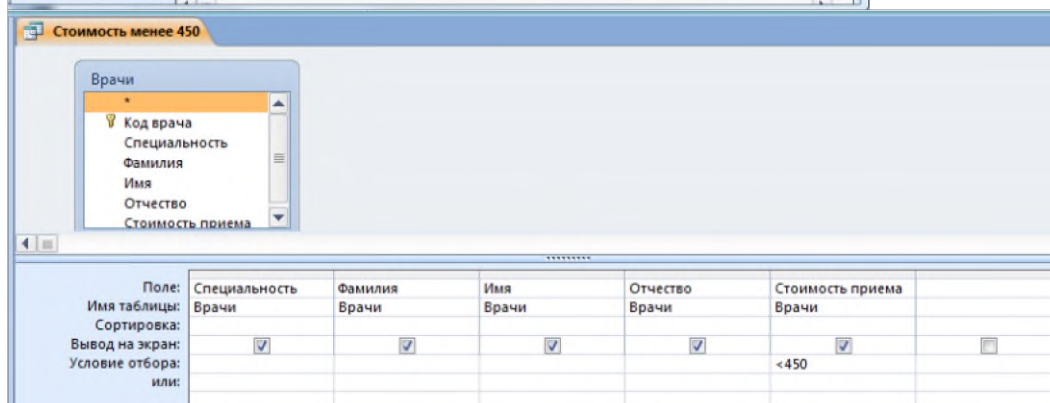 Стоимость менее 450
Врачи
*
Код врача
Специальность
Фамилия
Имя
Отчество
Стоимость приема
Поле: Специальность Фамилия Имя Отчество Стоимость приема
Имя таблицы: Врачи Врачи Врачи Врачи Врачи
Сортировка:
Вывод на экран:
Условие отбора: <450
или: